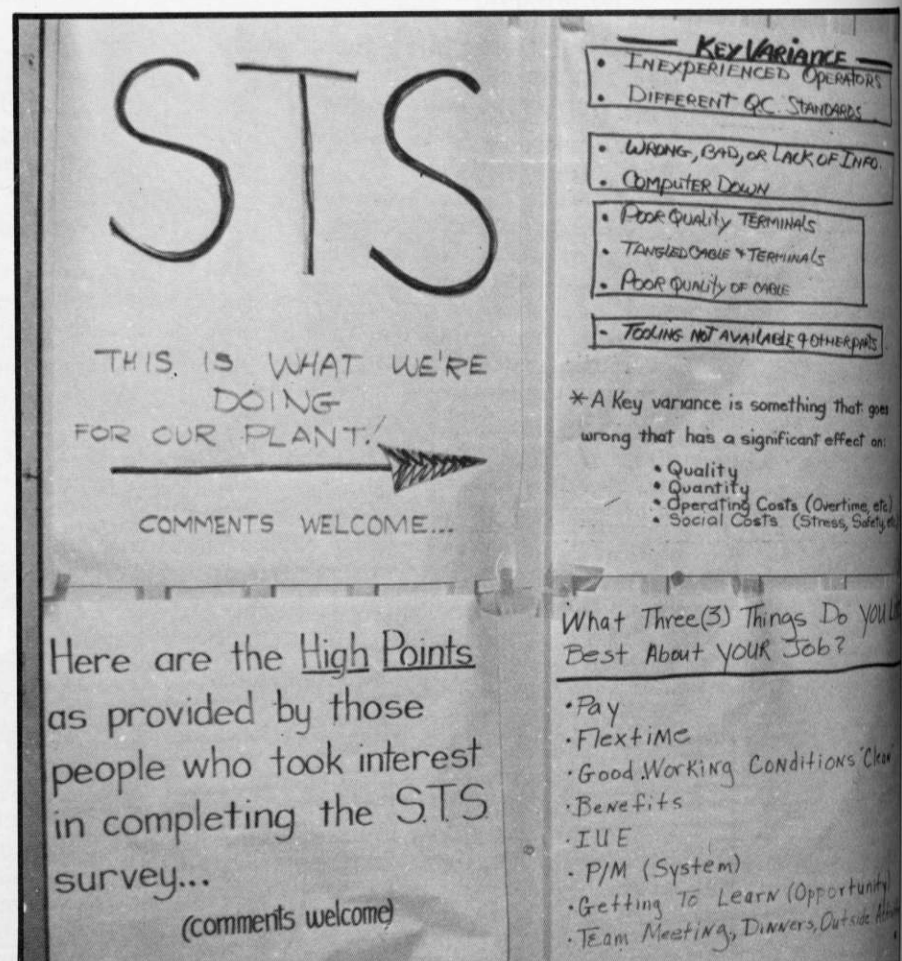 STS
THIS IS WHAT WE'RE
DOING
FOR OUR PLANT!
COMMENTS WELCOME...
KEY VARIANCE
• INEXPERIENCED OPERATORS
• DIFFERENT QC. STANDARDS
• WRONG, BAD, OR LACK OF INFO.
• COMPUTER DOWN
• POOR QUALITY TERMINALS
• TANGLED CABLE & TERMINALS
• POOR QUALITY OF CABLE
- TOOLING NOT AVAILABLE & OTHER PARTS
* A Key variance is something that goes
wrong that has a significant effect on:
• Quality
• Quantity
• Operating Costs (Overtime, etc)
• Social Costs (Stress, Safety,
Here are the High Points
as provided by those
people who took interest
in completing the S.T.S
survey...
(comments welcome)
What Three (3) Things Do YOU
Best About YOUR Job?
• Pay
• Flextime
• Good Working Conditions "Clean"
• Benefits
• IUE
• P/M (System)
• Getting To Learn (Opportunity)
• Team Meeting, Dinners, Outside